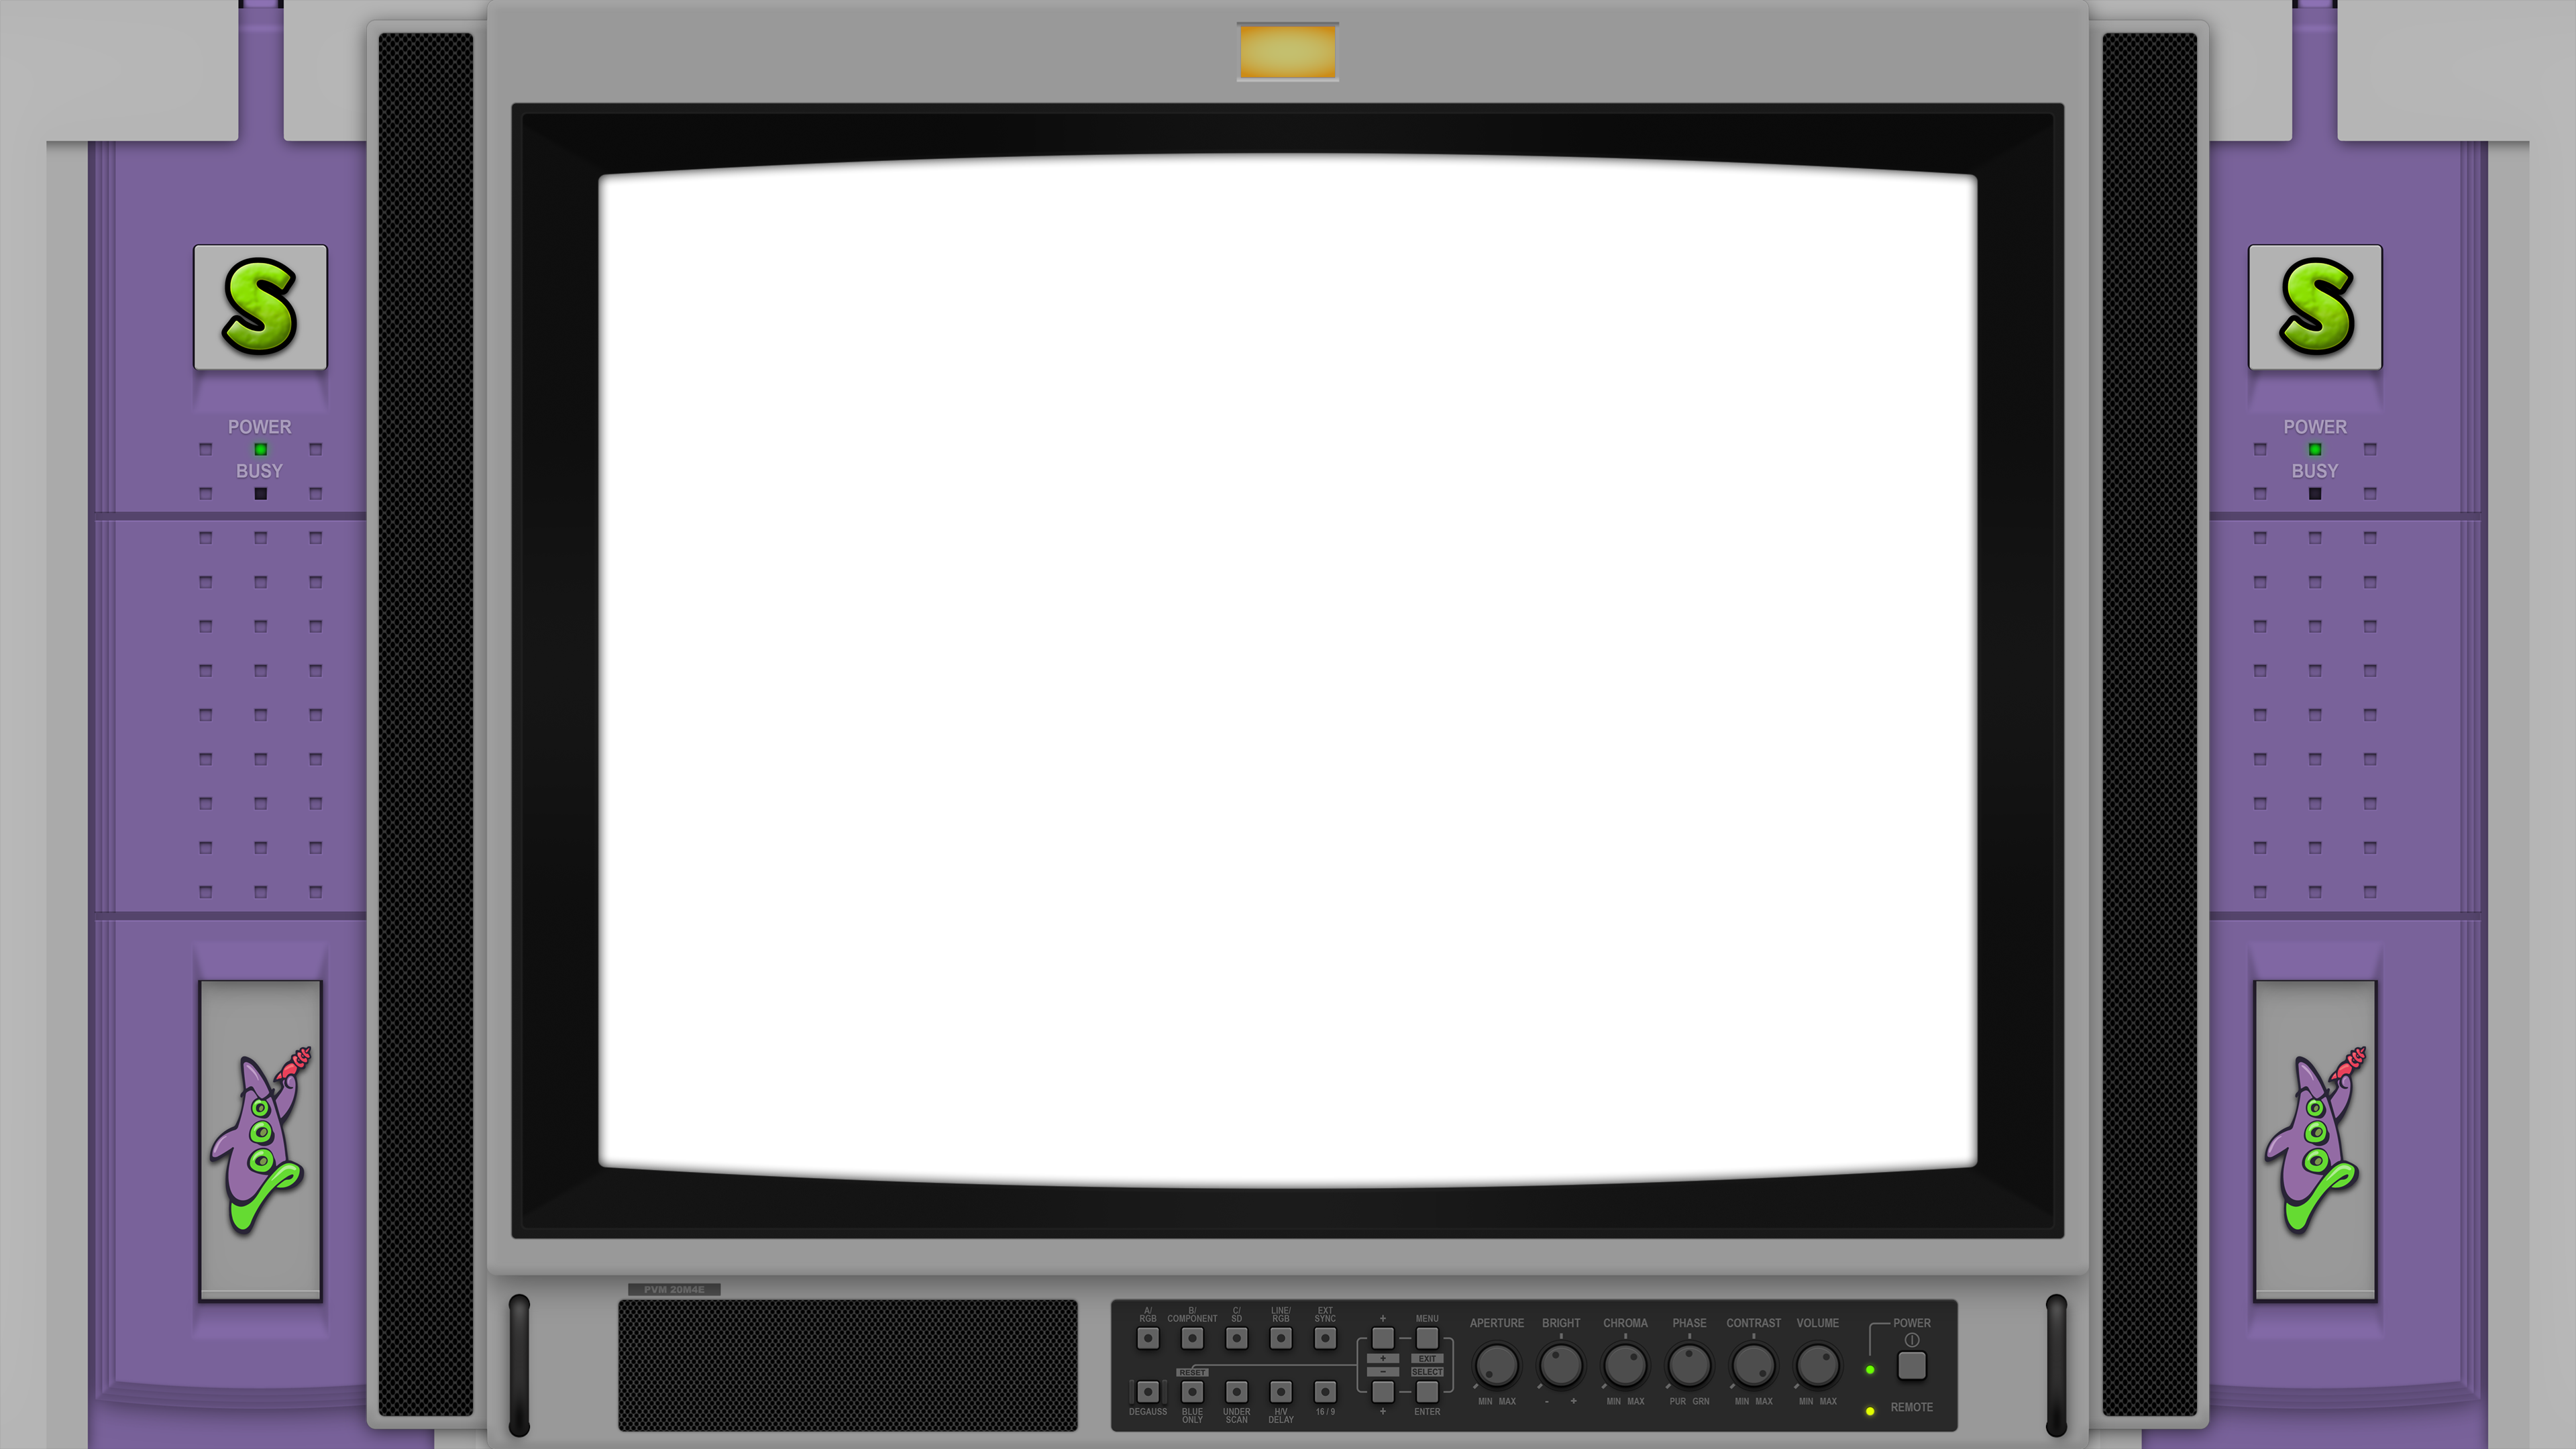 S
S
POWER
BUSY
POWER
BUSY
PVM 20M4E
A/
RGB
B/
COMPONENT
C/
SD
LINE/
RGB
EXT
SYNC
+
MENU
+
EXIT
RESET
−
SELECT
DEGAUSS
BLUE
ONLY
UNDER
SCAN
H/V
DELAY
16 / 9
+
ENTER
APERTURE
BRIGHT
CHROMA
PHASE
CONTRAST
VOLUME
POWER
MIN MAX
- +
MIN MAX
PUR GRN
MIN MAX
MIN MAX
REMOTE